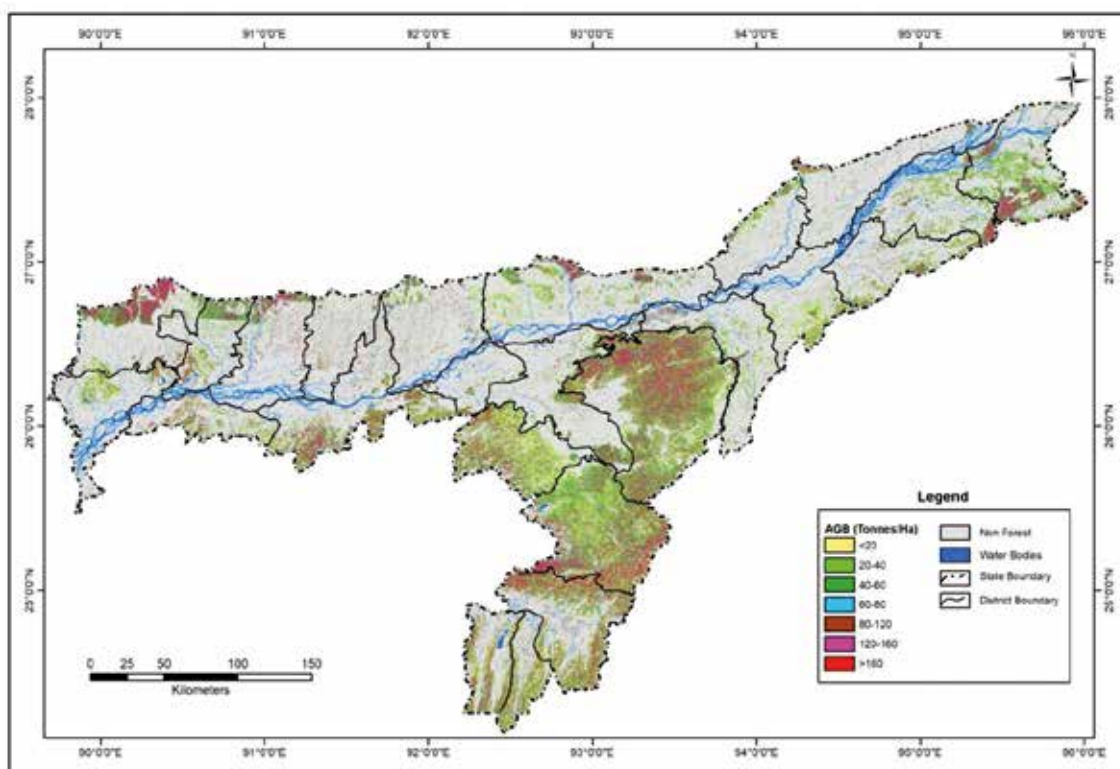 90°0'0"E 91°0'0"E 92°0'0"E 93°0'0"E 94°0'0"E 95°0'0"E 96°0'0"E
28°0'0"N 28°0'0"N
27°0'0"N 27°0'0"N
26°0'0"N 26°0'0"N
25°0'0"N 25°0'0"N
Legend
AGB (Tonnes/Ha)
<20
20-40
40-60
60-80
80-120
120-160
>160
Non Forest
Water Bodies
State Boundary
District Boundary
0 25 50 100 150
Kilometers
90°0'0"E 91°0'0"E 92°0'0"E 93°0'0"E 94°0'0"E 95°0'0"E 96°0'0"E